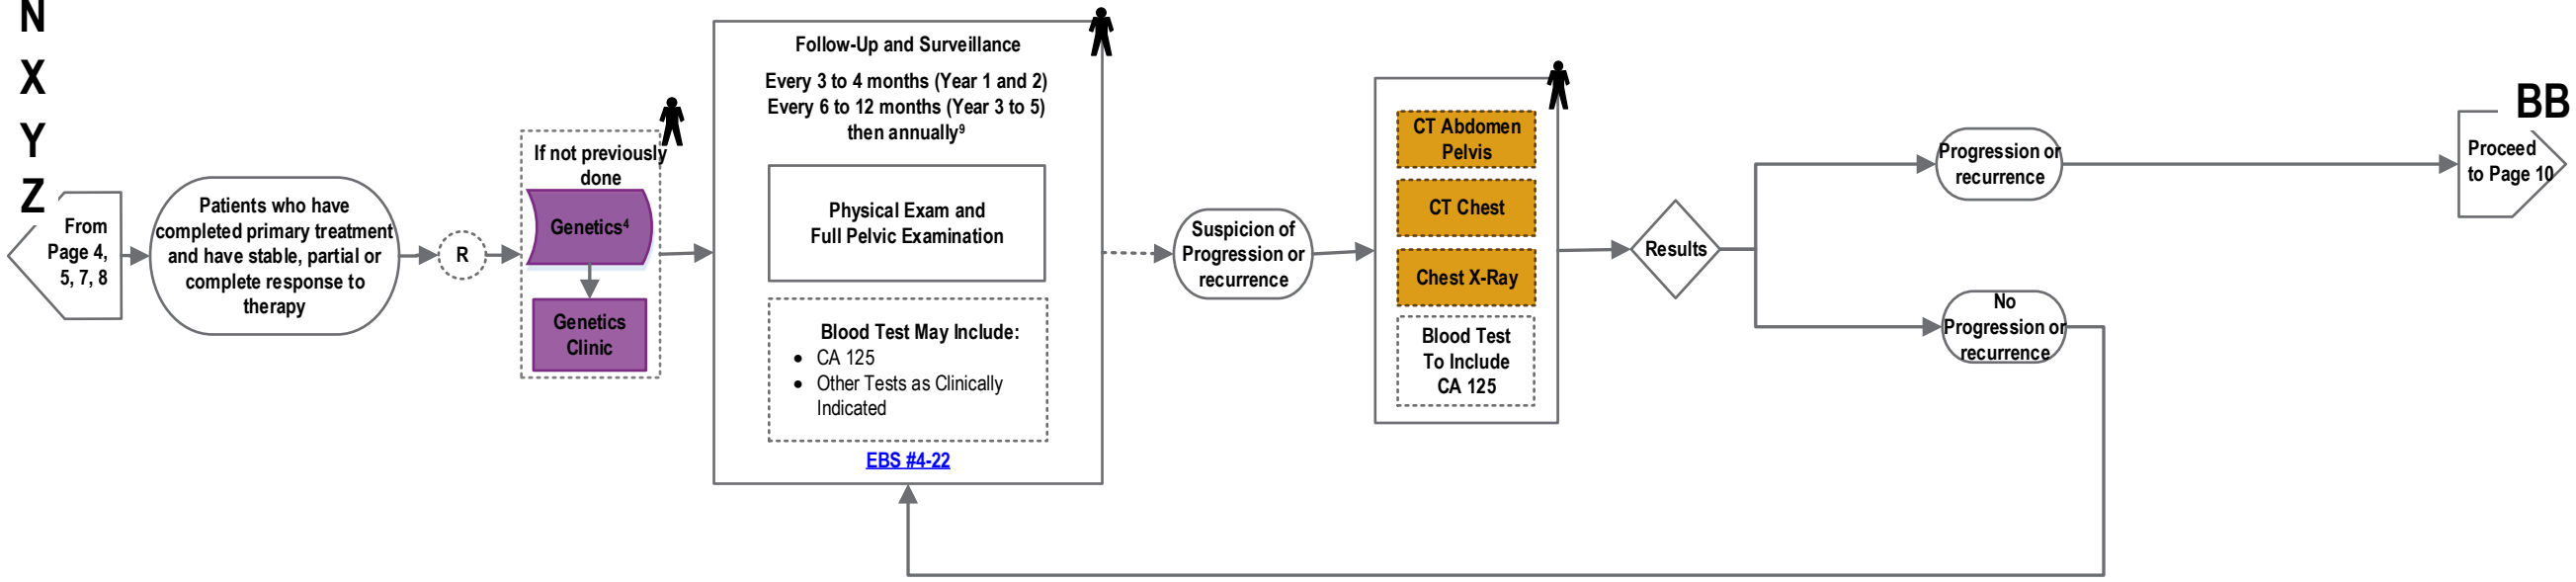 N
X
Y
Z
From
Page 4,
5, 7, 8
Patients who have
completed primary treatment
and have stable, partial or
complete response to
therapy
R
If not previously
done
Genetics⁴
Genetics
Clinic
Follow-Up and Surveillance
Every 3 to 4 months (Year 1 and 2)
Every 6 to 12 months (Year 3 to 5)
then annually⁹
Physical Exam and
Full Pelvic Examination
Blood Test May Include:
• CA 125
• Other Tests as Clinically
Indicated
EBS #4-22
Suspicion of
Progression or
recurrence
CT Abdomen
Pelvis
CT Chest
Chest X-Ray
Blood Test
To Include
CA 125
Results
Progression or
recurrence
No
Progression or
recurrence
BB
Proceed
to Page 10